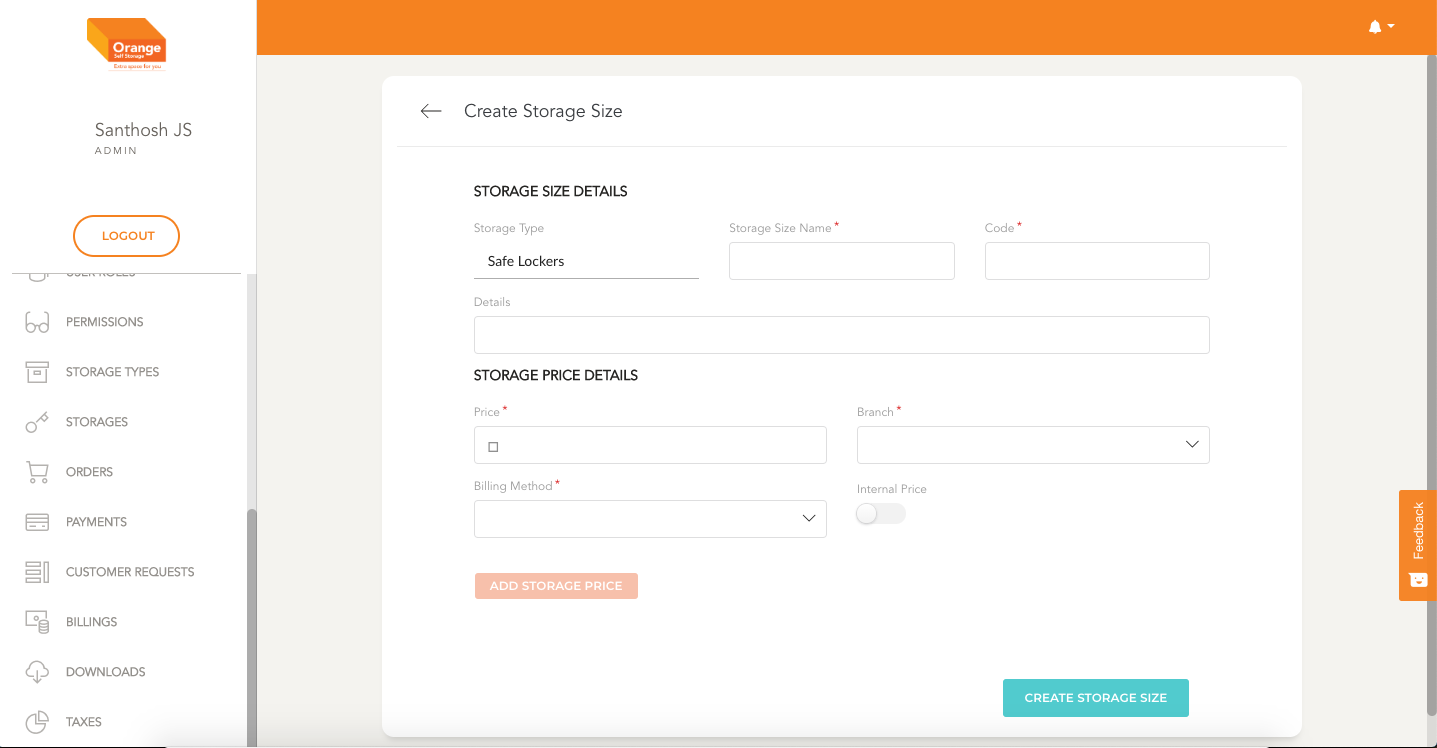 Orange
Self Storage
Extra space for you
Santhosh JS
ADMIN
LOGOUT
USER ROLES
PERMISSIONS
STORAGE TYPES
STORAGES
ORDERS
PAYMENTS
CUSTOMER REQUESTS
BILLINGS
DOWNLOADS
TAXES
Create Storage Size
STORAGE SIZE DETAILS
Storage Type
Storage Size Name *
Code *
Safe Lockers
Details
STORAGE PRICE DETAILS
Price *
Branch *
Billing Method *
Internal Price
ADD STORAGE PRICE
CREATE STORAGE SIZE
Feedback